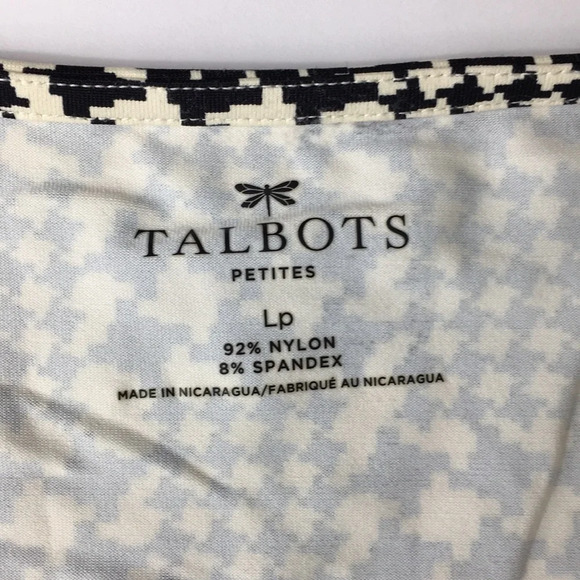 TALBOTS
PETITES
Lp
92% NYLON
8% SPANDEX
MADE IN NICARAGUA/FABRIQUÉ AU NICARAGUA